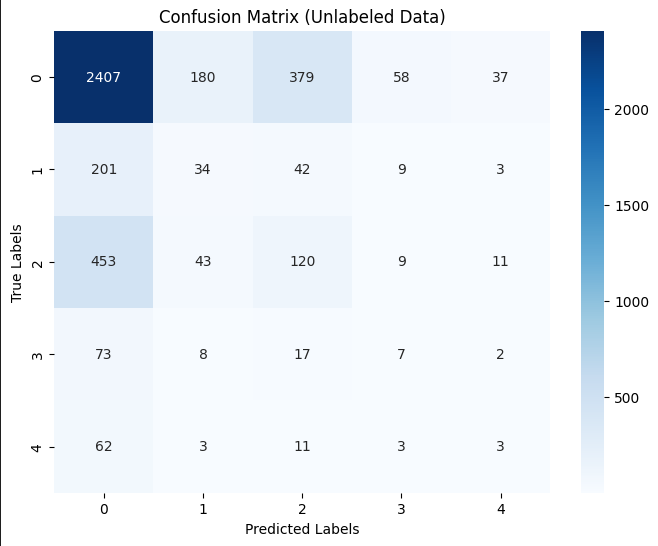 Confusion Matrix (Unlabeled Data)
0 2407 180 379 58 37
1 201 34 42 9 3
2 453 43 120 9 11
3 73 8 17 7 2
4 62 3 11 3 3
0 1 2 3 4
True Labels
Predicted Labels
2000
1500
1000
500